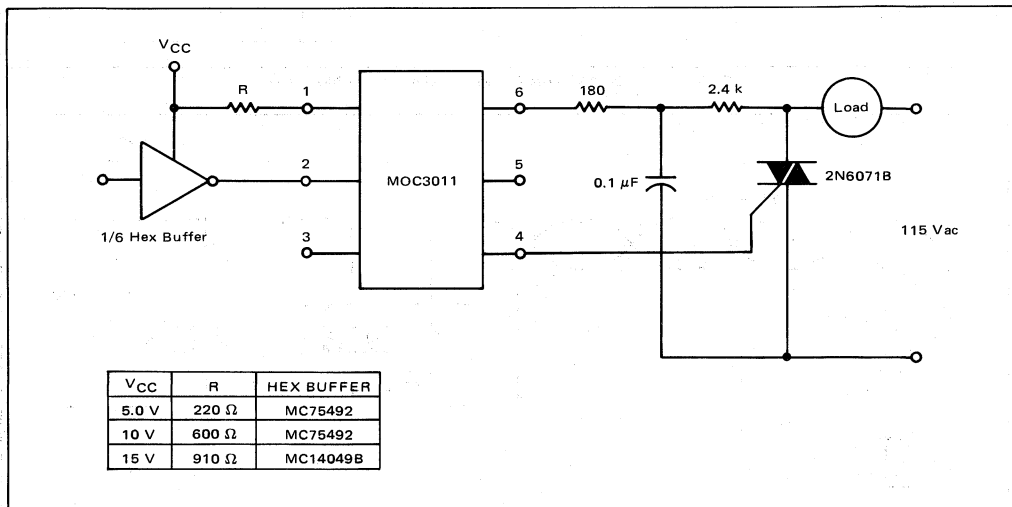 VCC
R
1
6
180
2.4 k
Load
2
5
MOC3011
0.1 μF
2N6071B
1/6 Hex Buffer
3
4
115 Vac
VCC R HEX BUFFER
5.0 V 220 Ω MC75492
10 V 600 Ω MC75492
15 V 910 Ω MC14049B